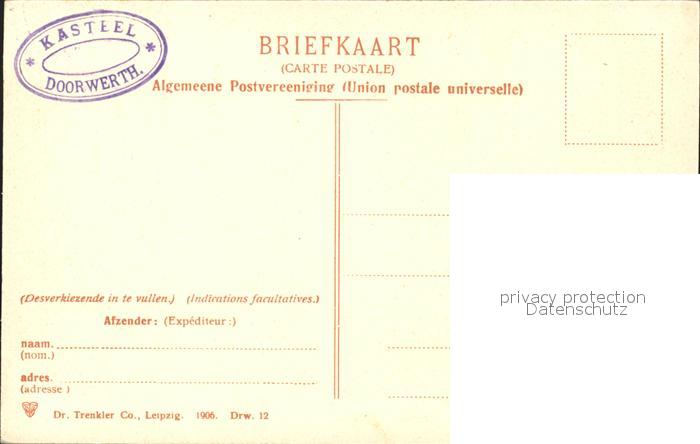 * KASTEEL *
DOORWERTH.
BRIEFKAART
(CARTE POSTALE)
Algemeene Postvereeniging (Union postale universelle)
privacy protection
Datenschutz
(Desverkiezende in te vullen.) (Indications facultatives.)
Afzender: (Expéditeur:)
naam.
(nom.)
adres.
(adresse)
Dr. Trenkler Co., Leipzig. 1906. Drw. 12